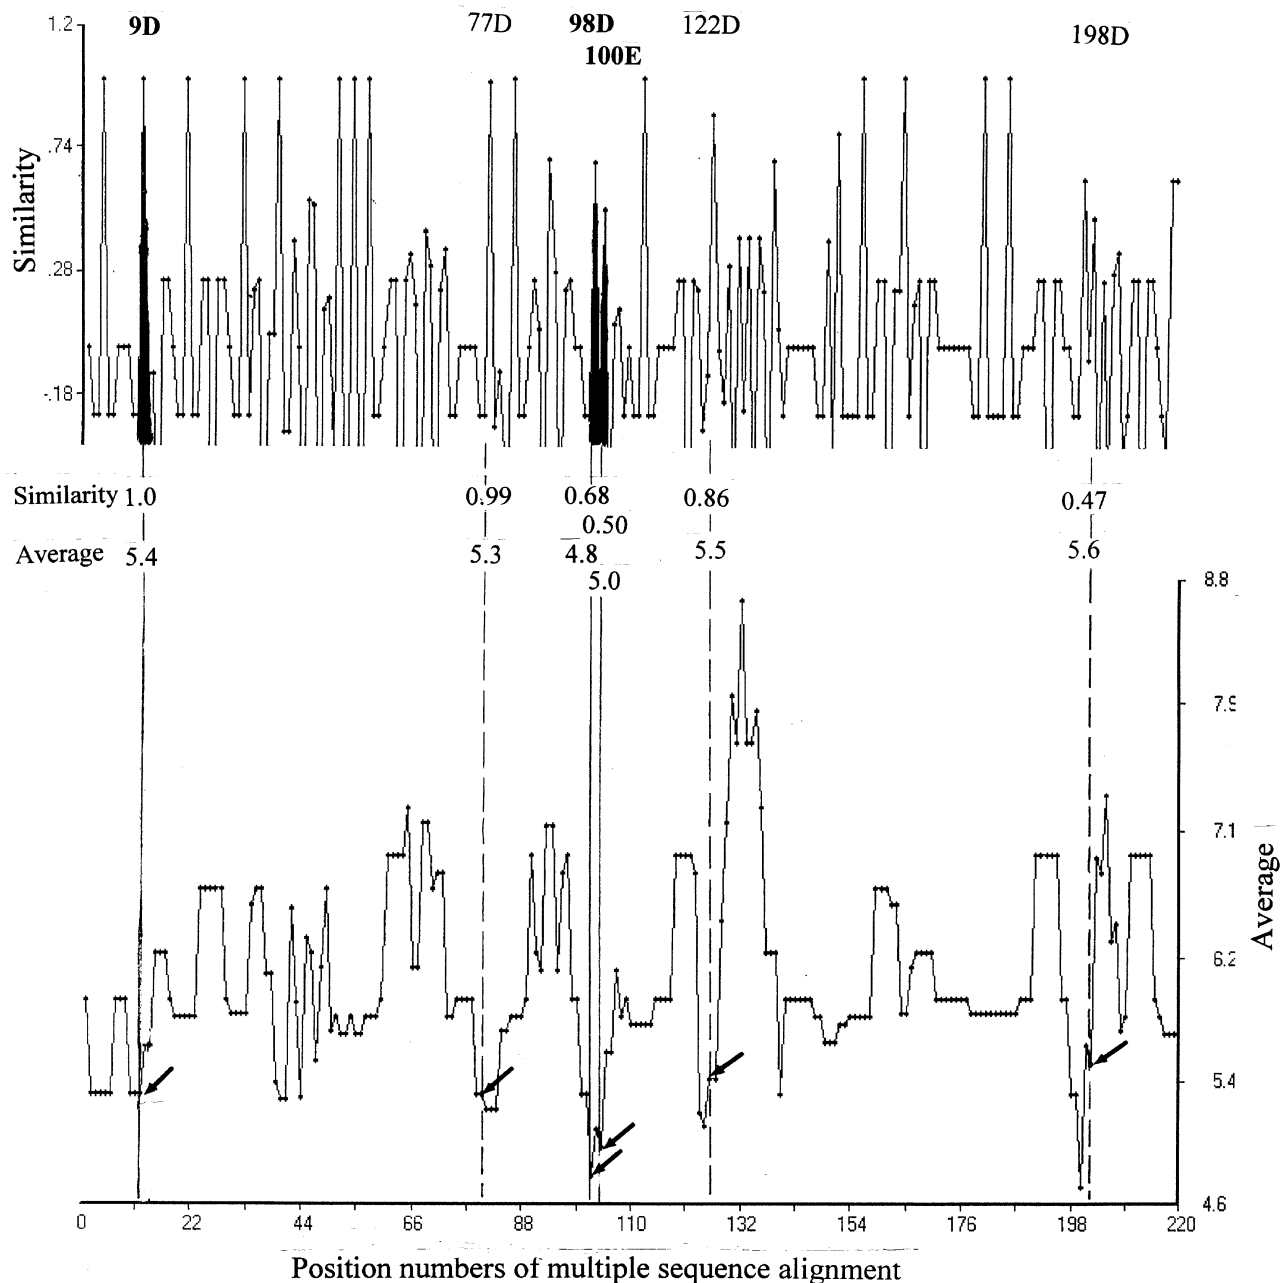 1.2 9D 77D 98D 122D 198D
100E
.74
Similarity
.28
-.18
Similarity 1.0 0.99 0.68 0.86 0.47
0.50
Average 5.4 5.3 4.8 5.5 5.6
5.0
8.8
7.9
7.1
Average
6.2
5.4
4.6
0 22 44 66 88 110 132 154 176 198 220
Position numbers of multiple sequence alignment